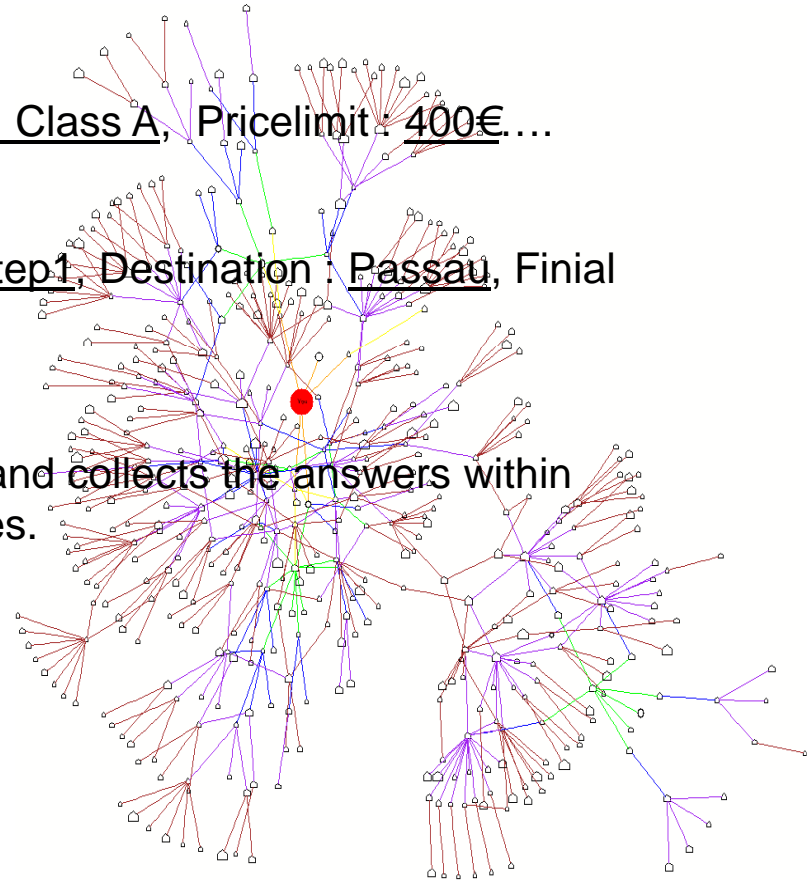 Class A, Pricelimit : 400€....
tep1, Destination : Passau, Finial
and collects the answers within
es.